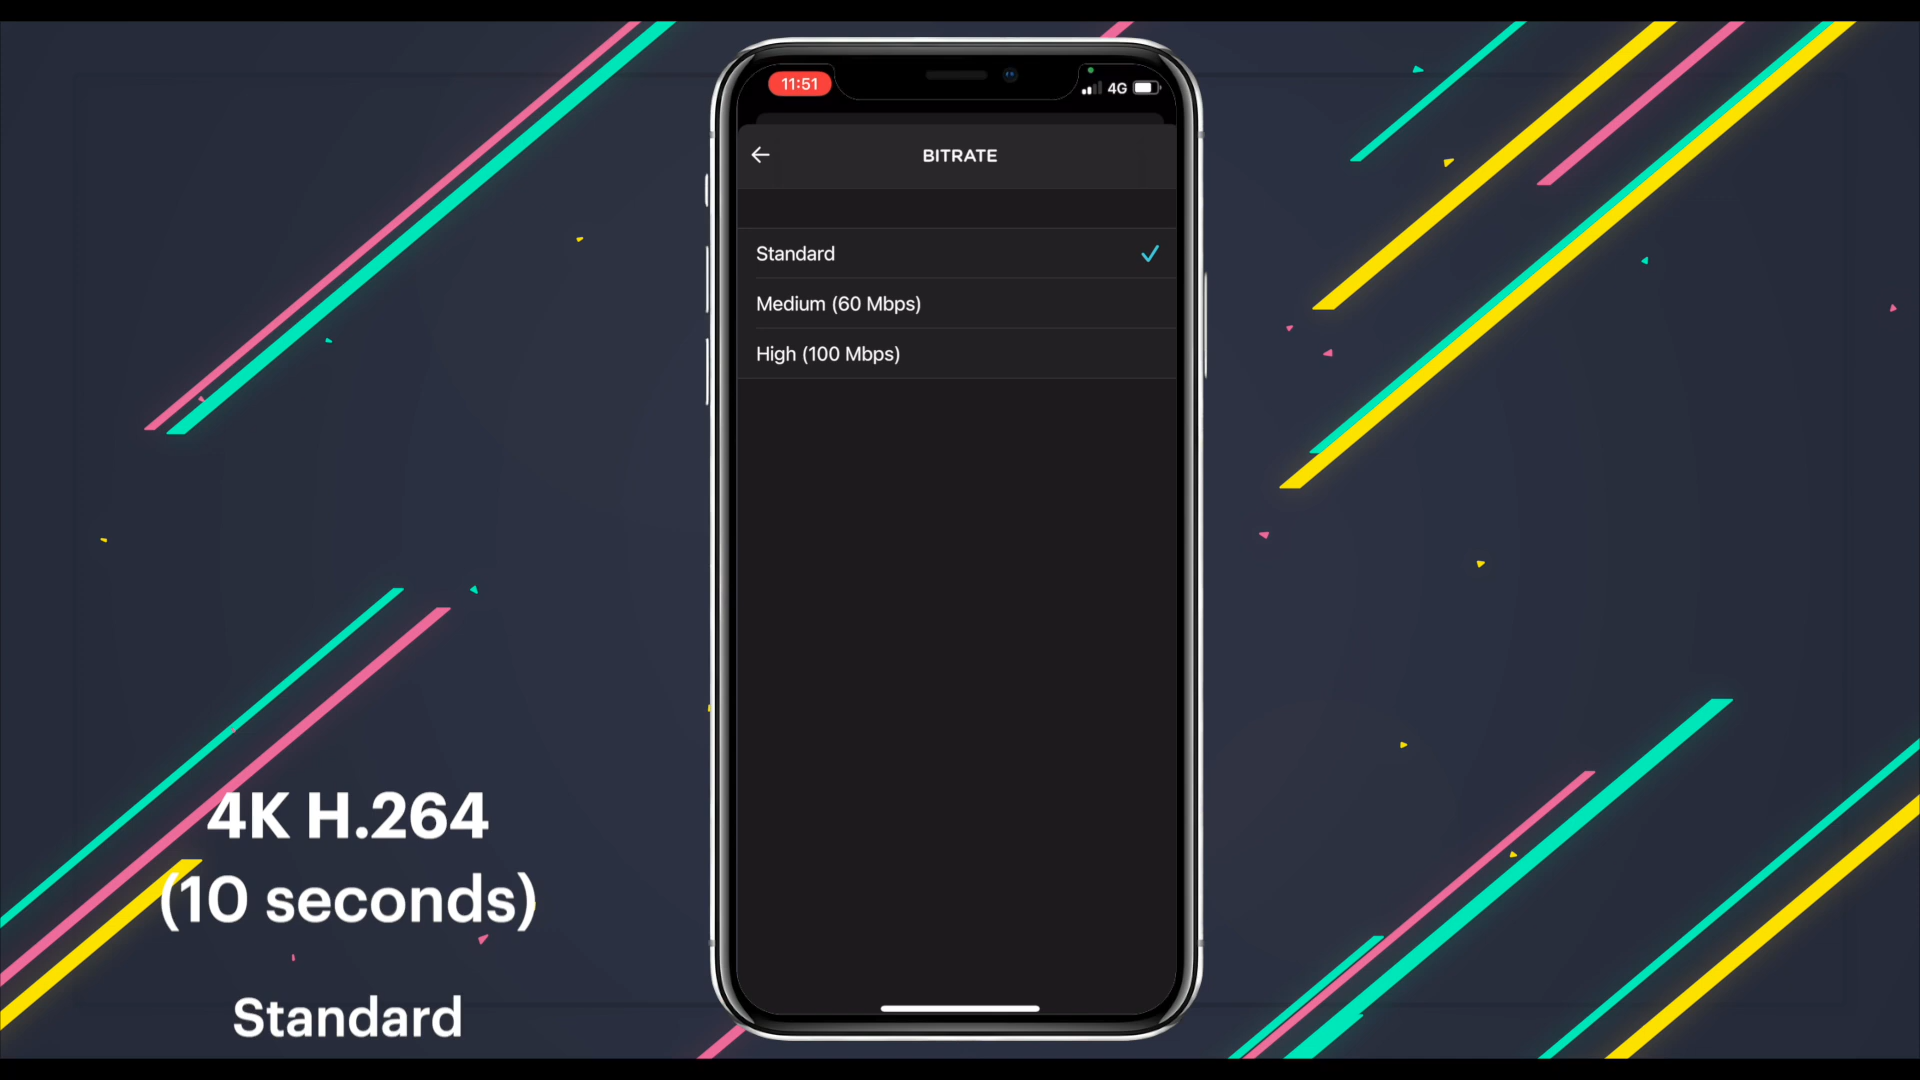 11:51
4G
BITRATE
Standard
Medium (60 Mbps)
High (100 Mbps)
4K H.264
(10 seconds)
Standard